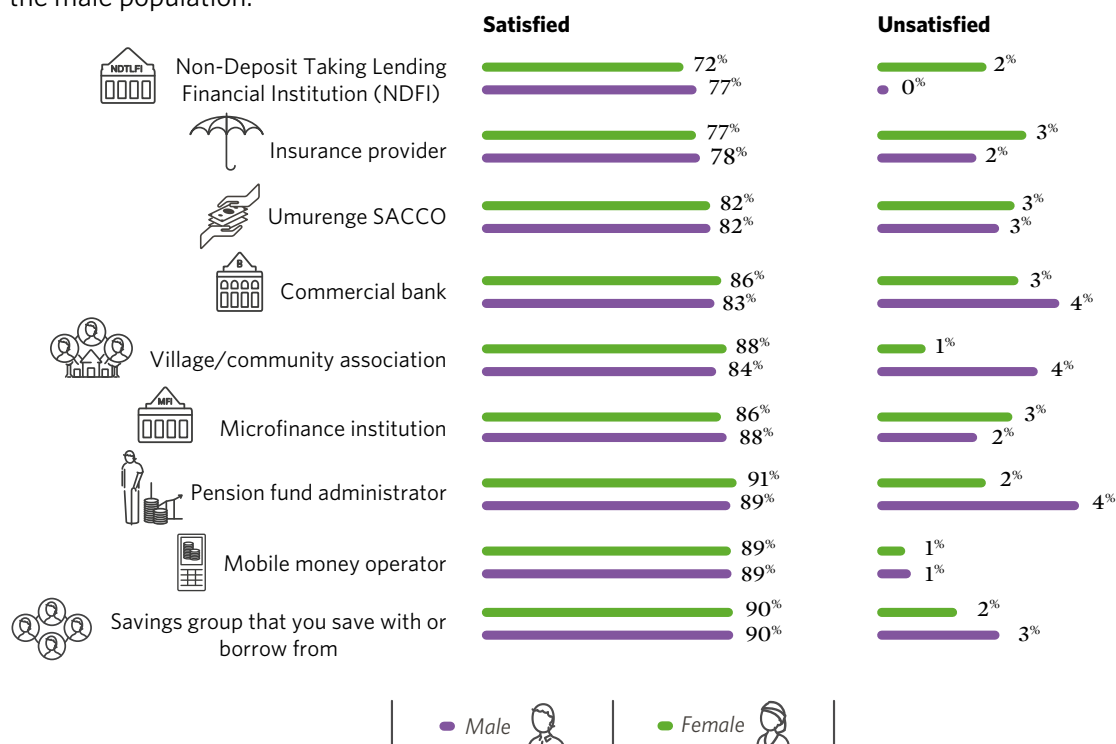 the male population.
Satisfied Unsatisfied
NDTLFI
Non-Deposit Taking Lending 72% 2%
Financial Institution (NDFI) 77% 0%
77% 3%
Insurance provider 78% 2%
82% 3%
Umurenge SACCO 82% 3%
B
86% 3%
Commercial bank 83% 4%
88% 1%
Village/community association 84% 4%
MFI
86% 3%
Microfinance institution 88% 2%
91% 2%
Pension fund administrator 89% 4%
89% 1%
Mobile money operator 89% 1%
Savings group that you save with or 90% 2%
borrow from 90% 3%
Male Female